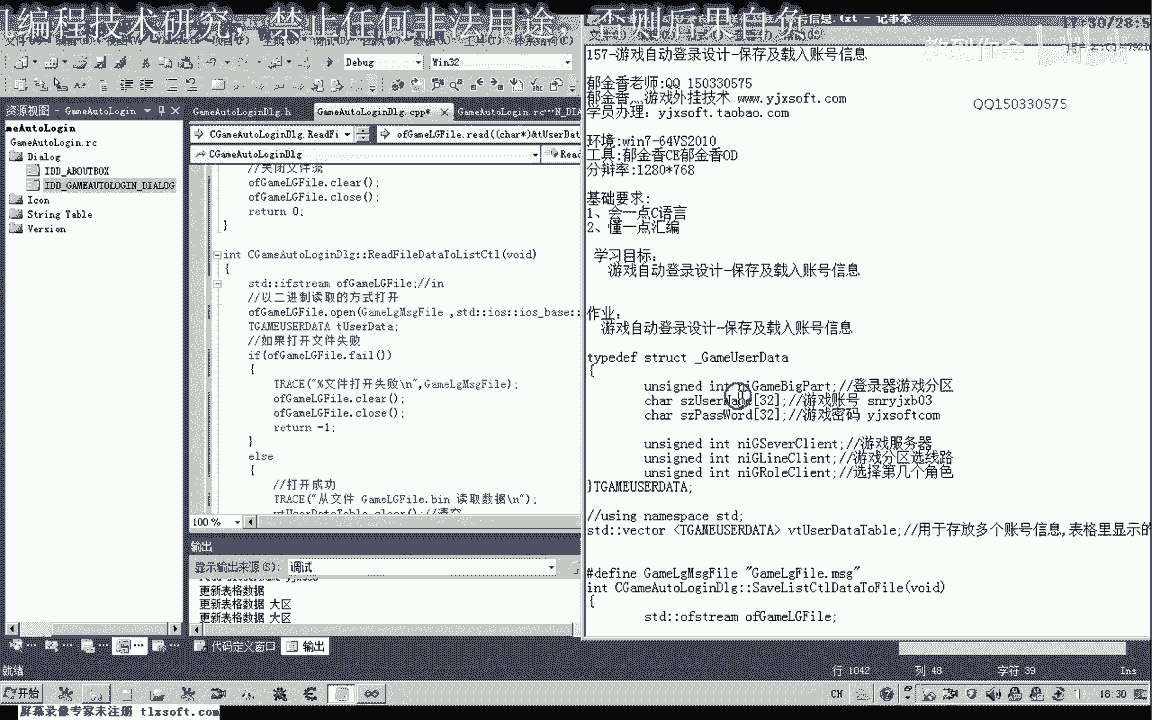 编程技术研究，禁止任何非法用途，否则后果自负
157-游戏自动登录设计-保存及载入账号信息
郁金香老师:QQ 150330575
郁金香灬游戏外挂技术 www.yjxsoft.com
学员办理: yjxsoft.taobao.com
QQ150330575
环境:win7-64VS2010
工具:郁金香CE郁金香OD
分辩率:1280*768
基础要求:
1、会一点C语言
2、懂一点汇编
学习目标:
游戏自动登录设计-保存及载入账号信息
作业:
游戏自动登录设计-保存及载入账号信息
typedef struct _GameUserData
{
unsigned int niGameBigPart;//登录器游戏分区
char szUserName[32];//游戏账号 snryjxb03
char szPassWord[32];//游戏密码 yjxsoftcom
unsigned int niGSeverClient;//游戏服务器
unsigned int niGLineClient;//游戏分区选线路
unsigned int niGRoleClient;//选择第几个角色
}TGAMEUSERDATA;
//using namespace std;
std::vector <TGAMEUSERDATA> vtUserDataTable;//用于存放多个账号信息,表格里显示的
#define GameLgMsgFile "GameLgFile.msg"
int CGameAutoLoginDlg::SaveListCtlDataToFile(void)
{
std::ofstream ofGameLGFile;
Debug
Win32
资源视图 - GameAutoLogin
meAutoLogin
GameAutoLogin.rc
Dialog
IDD_ABOUTBOX
IDD_GAMEAUTOLOGIN_DIALOG
Icon
String Table
Version
GameAutoLoginDlg.h
GameAutoLoginDlg.cpp*
GameAutoLogin.rc
CGameAutoLoginDlg.ReadFi
ofGameLGFile.read((char*)&tUserDat
CGameAutoLoginDlg
Read
//关闭文件流
ofGameLGFile.clear();
ofGameLGFile.close();
return 0;
}
int CGameAutoLoginDlg::ReadFileDataToListCtl(void)
{
std::ifstream ofGameLGFile;//in
//以二进制读取的方式打开
ofGameLGFile.open(GameLgMsgFile ,std::ios::ios_base::
TGAMEUSERDATA tUserData;
//如果打开文件失败
if(ofGameLGFile.fail())
{
TRACE("%文件打开失败\n",GameLgMsgFile);
ofGameLGFile.clear();
ofGameLGFile.close();
return -1;
}
else
{
//打开成功
TRACE("从文件 GameLGFile.bin 读取数据\n");
vtUserDataTable.clear();//清空
100 %
输出
显示输出来源(S): 调试
更新表格数据
更新表格数据 大区
更新表格数据 大区
代码定义窗口
输出
就绪
行 1042
列 48
字符 39
Ins
开始
CH
18:30
屏幕录像专家未注册 tlxsoft.com